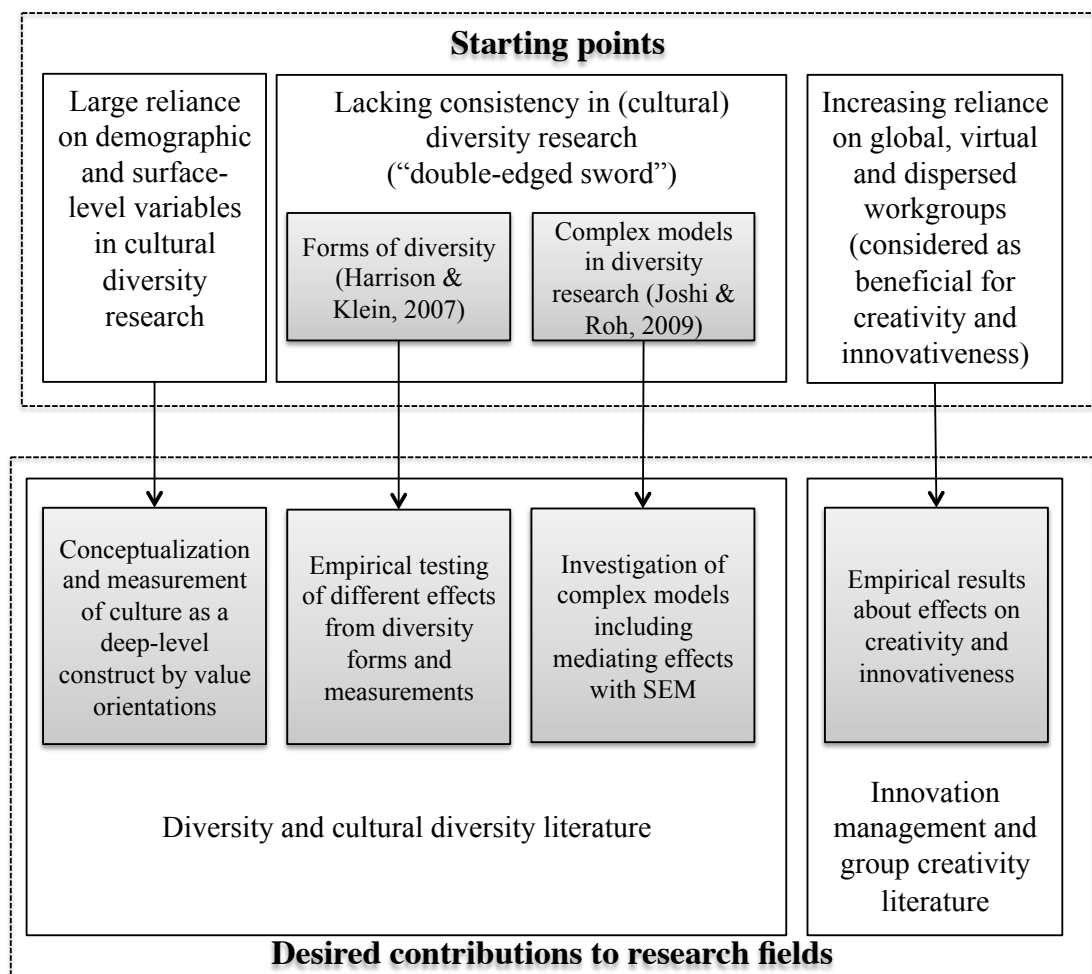 Starting points
Large reliance
on demographic
and surface-
level variables
in cultural
diversity
research
Lacking consistency in (cultural)
diversity research
(“double-edged sword”)
Forms of diversity
(Harrison &
Klein, 2007)
Complex models
in diversity
research (Joshi &
Roh, 2009)
Increasing reliance
on global, virtual
and dispersed
workgroups
(considered as
beneficial for
creativity and
innovativeness)
Conceptualization
and measurement
of culture as a
deep-level
construct by value
orientations
Empirical testing
of different effects
from diversity
forms and
measurements
Investigation of
complex models
including
mediating effects
with SEM
Empirical results
about effects on
creativity and
innovativeness
Diversity and cultural diversity literature
Innovation
management and
group creativity
literature
Desired contributions to research fields